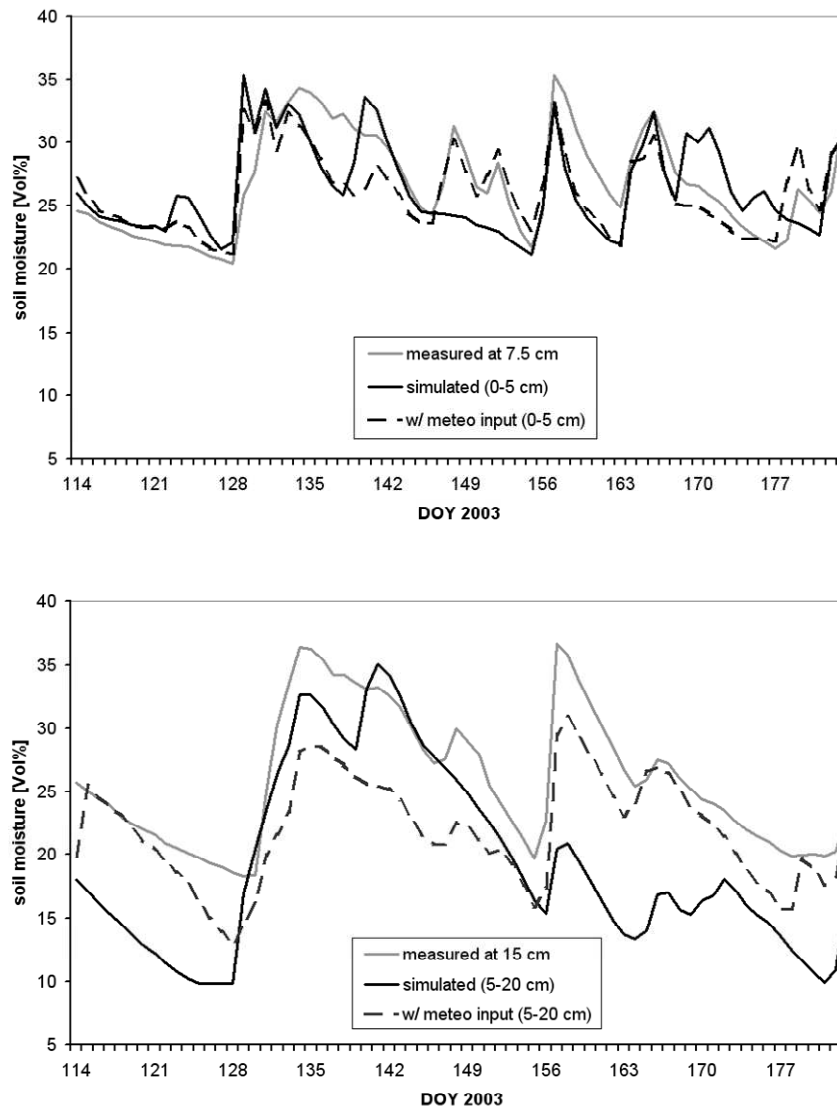 40
35
30
25
20
15
10
5
soil moisture [Vol%]
measured at 7.5 cm
simulated (0-5 cm)
w/ meteo input (0-5 cm)
114 121 128 135 142 149 156 163 170 177
DOY 2003
40
35
30
25
20
15
10
5
soil moisture [Vol%]
measured at 15 cm
simulated (5-20 cm)
w/ meteo input (5-20 cm)
114 121 128 135 142 149 156 163 170 177
DOY 2003